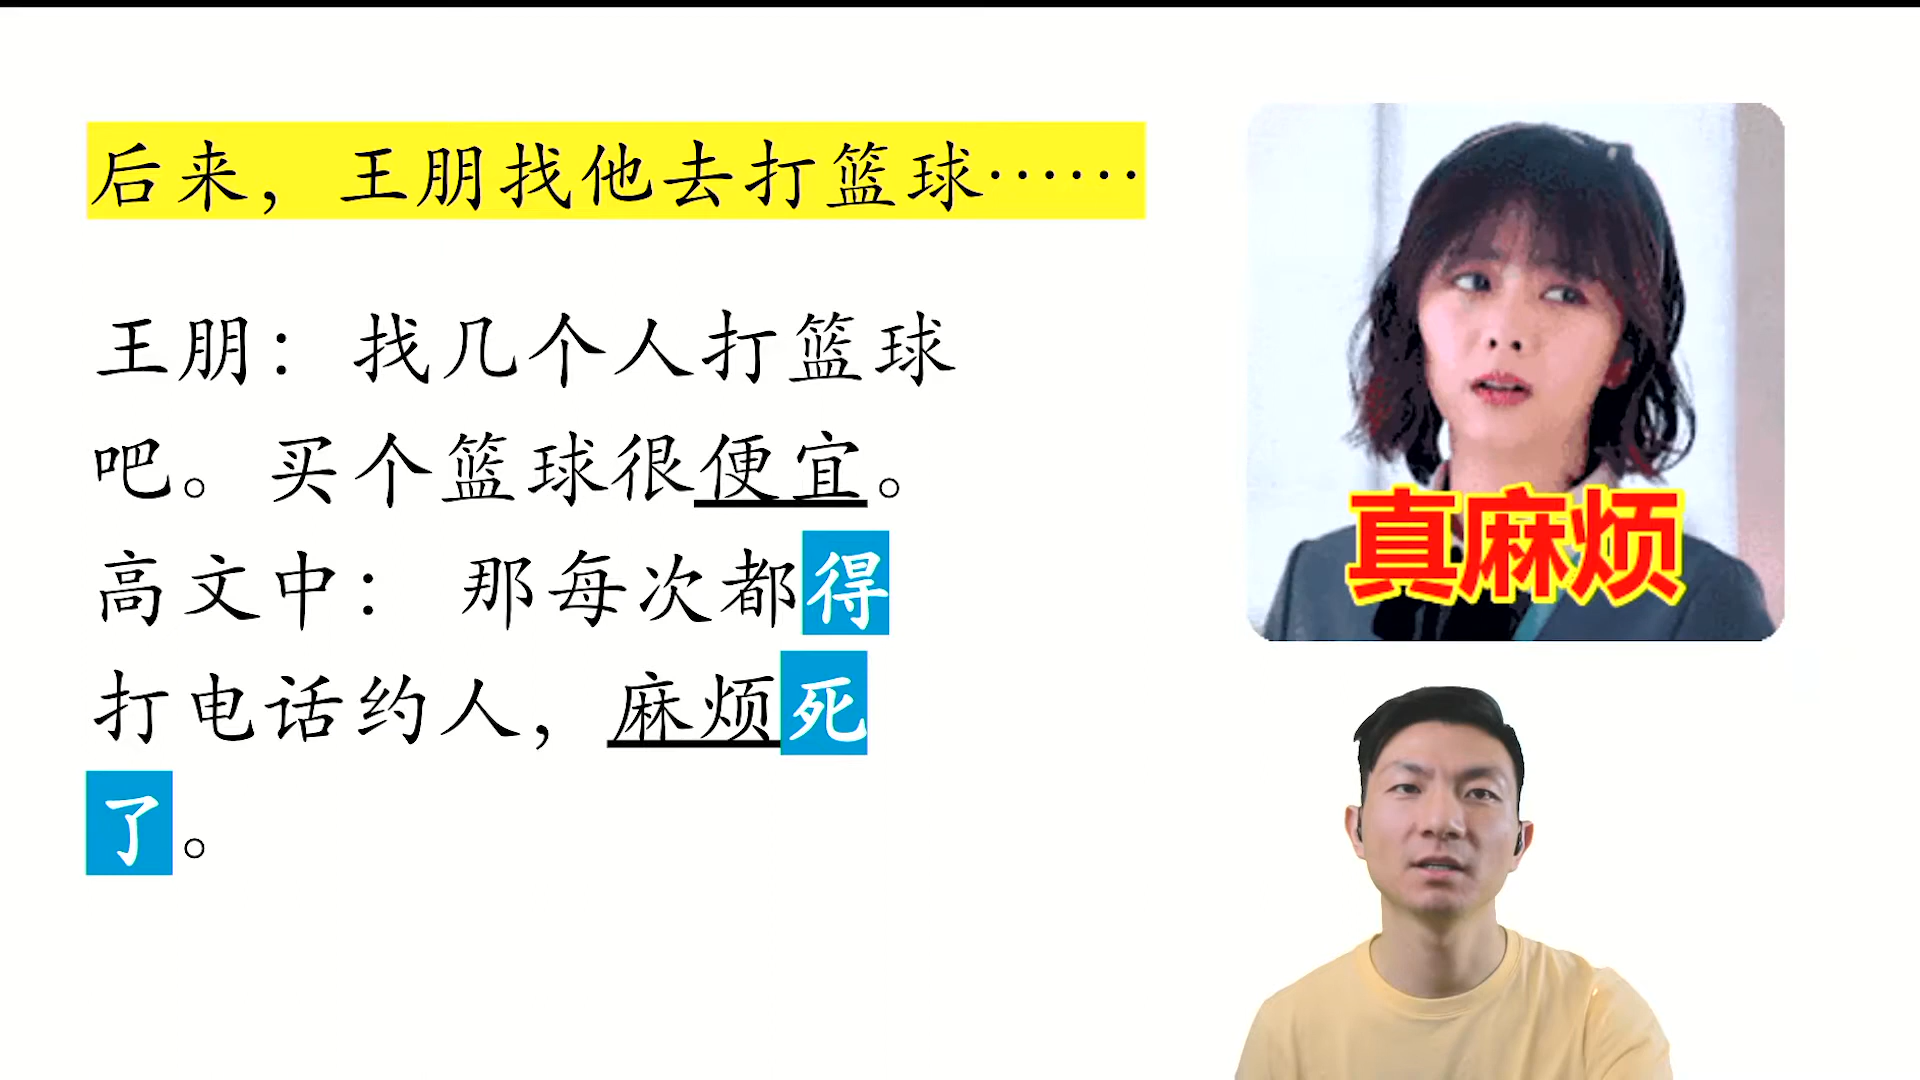 后来，王朋找他去打篮球……
王朋：找几个人打篮球
吧。买个篮球很便宜。
高文中： 那每次都得
打电话约人，麻烦死
了。
真麻烦